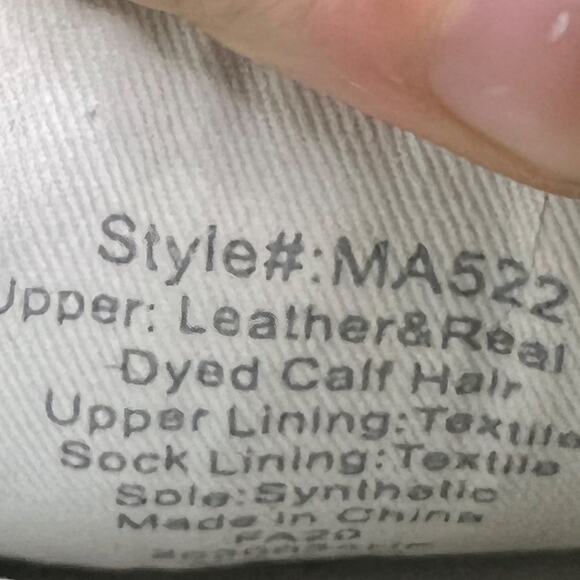 Style#:MA522
Upper: Leather&Real
Dyed Calf Hair
Upper Lining:Textile
Sock Lining:Textile
Sole:Synthetic
Made in China
FA20